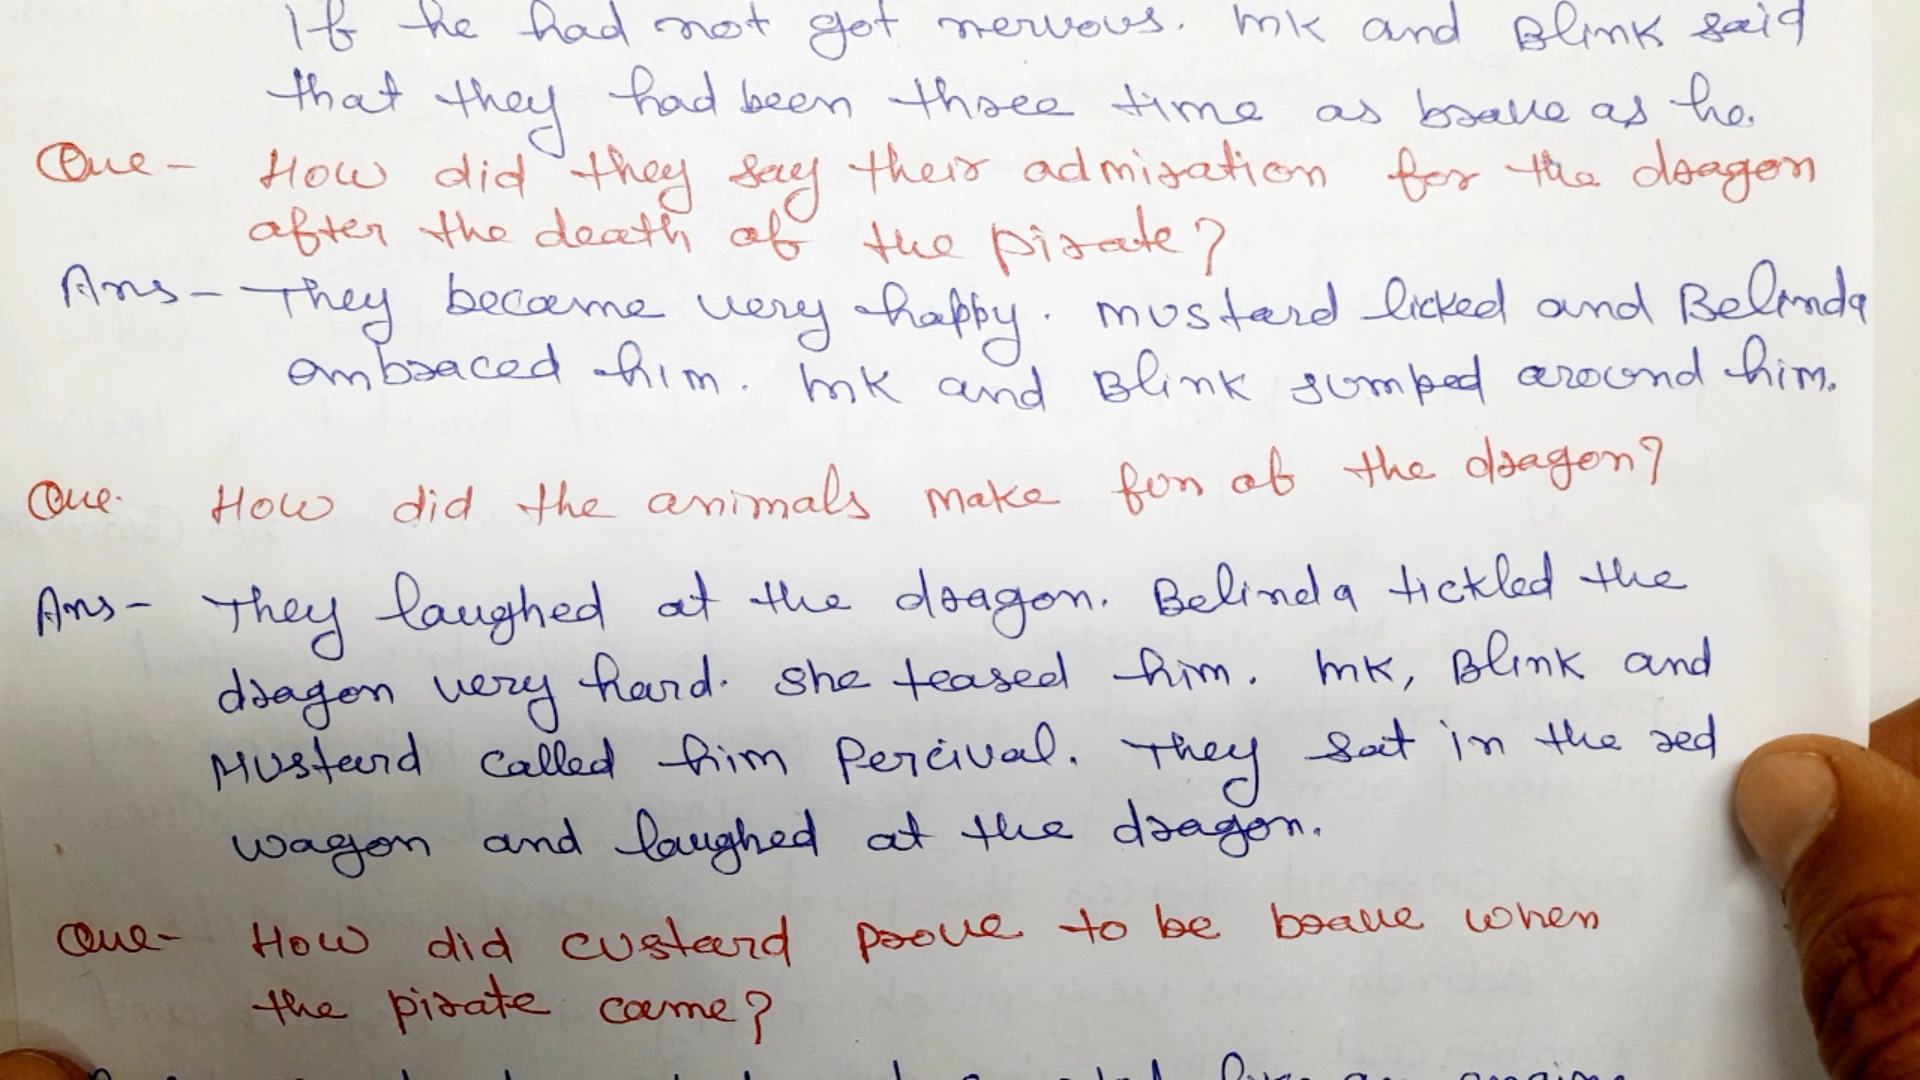 If he had not got nervous. Ink and Blink said
that they had been three time as brave as he.
Que- How did they say their admiration for the dragon
after the death of the pirate?
Ans- They became very happy. Mustard licked and Belinda
embraced him. Ink and Blink jumped around him.
Que. How did the animals make fun of the dragon?
Ans- They laughed at the dragon. Belinda tickled the
dragon very hard. She teased him. Ink, Blink and
Mustard called him Percival. They sat in the red
wagon and laughed at the dragon.
Que- How did custard prove to be brave when
the pirate came?